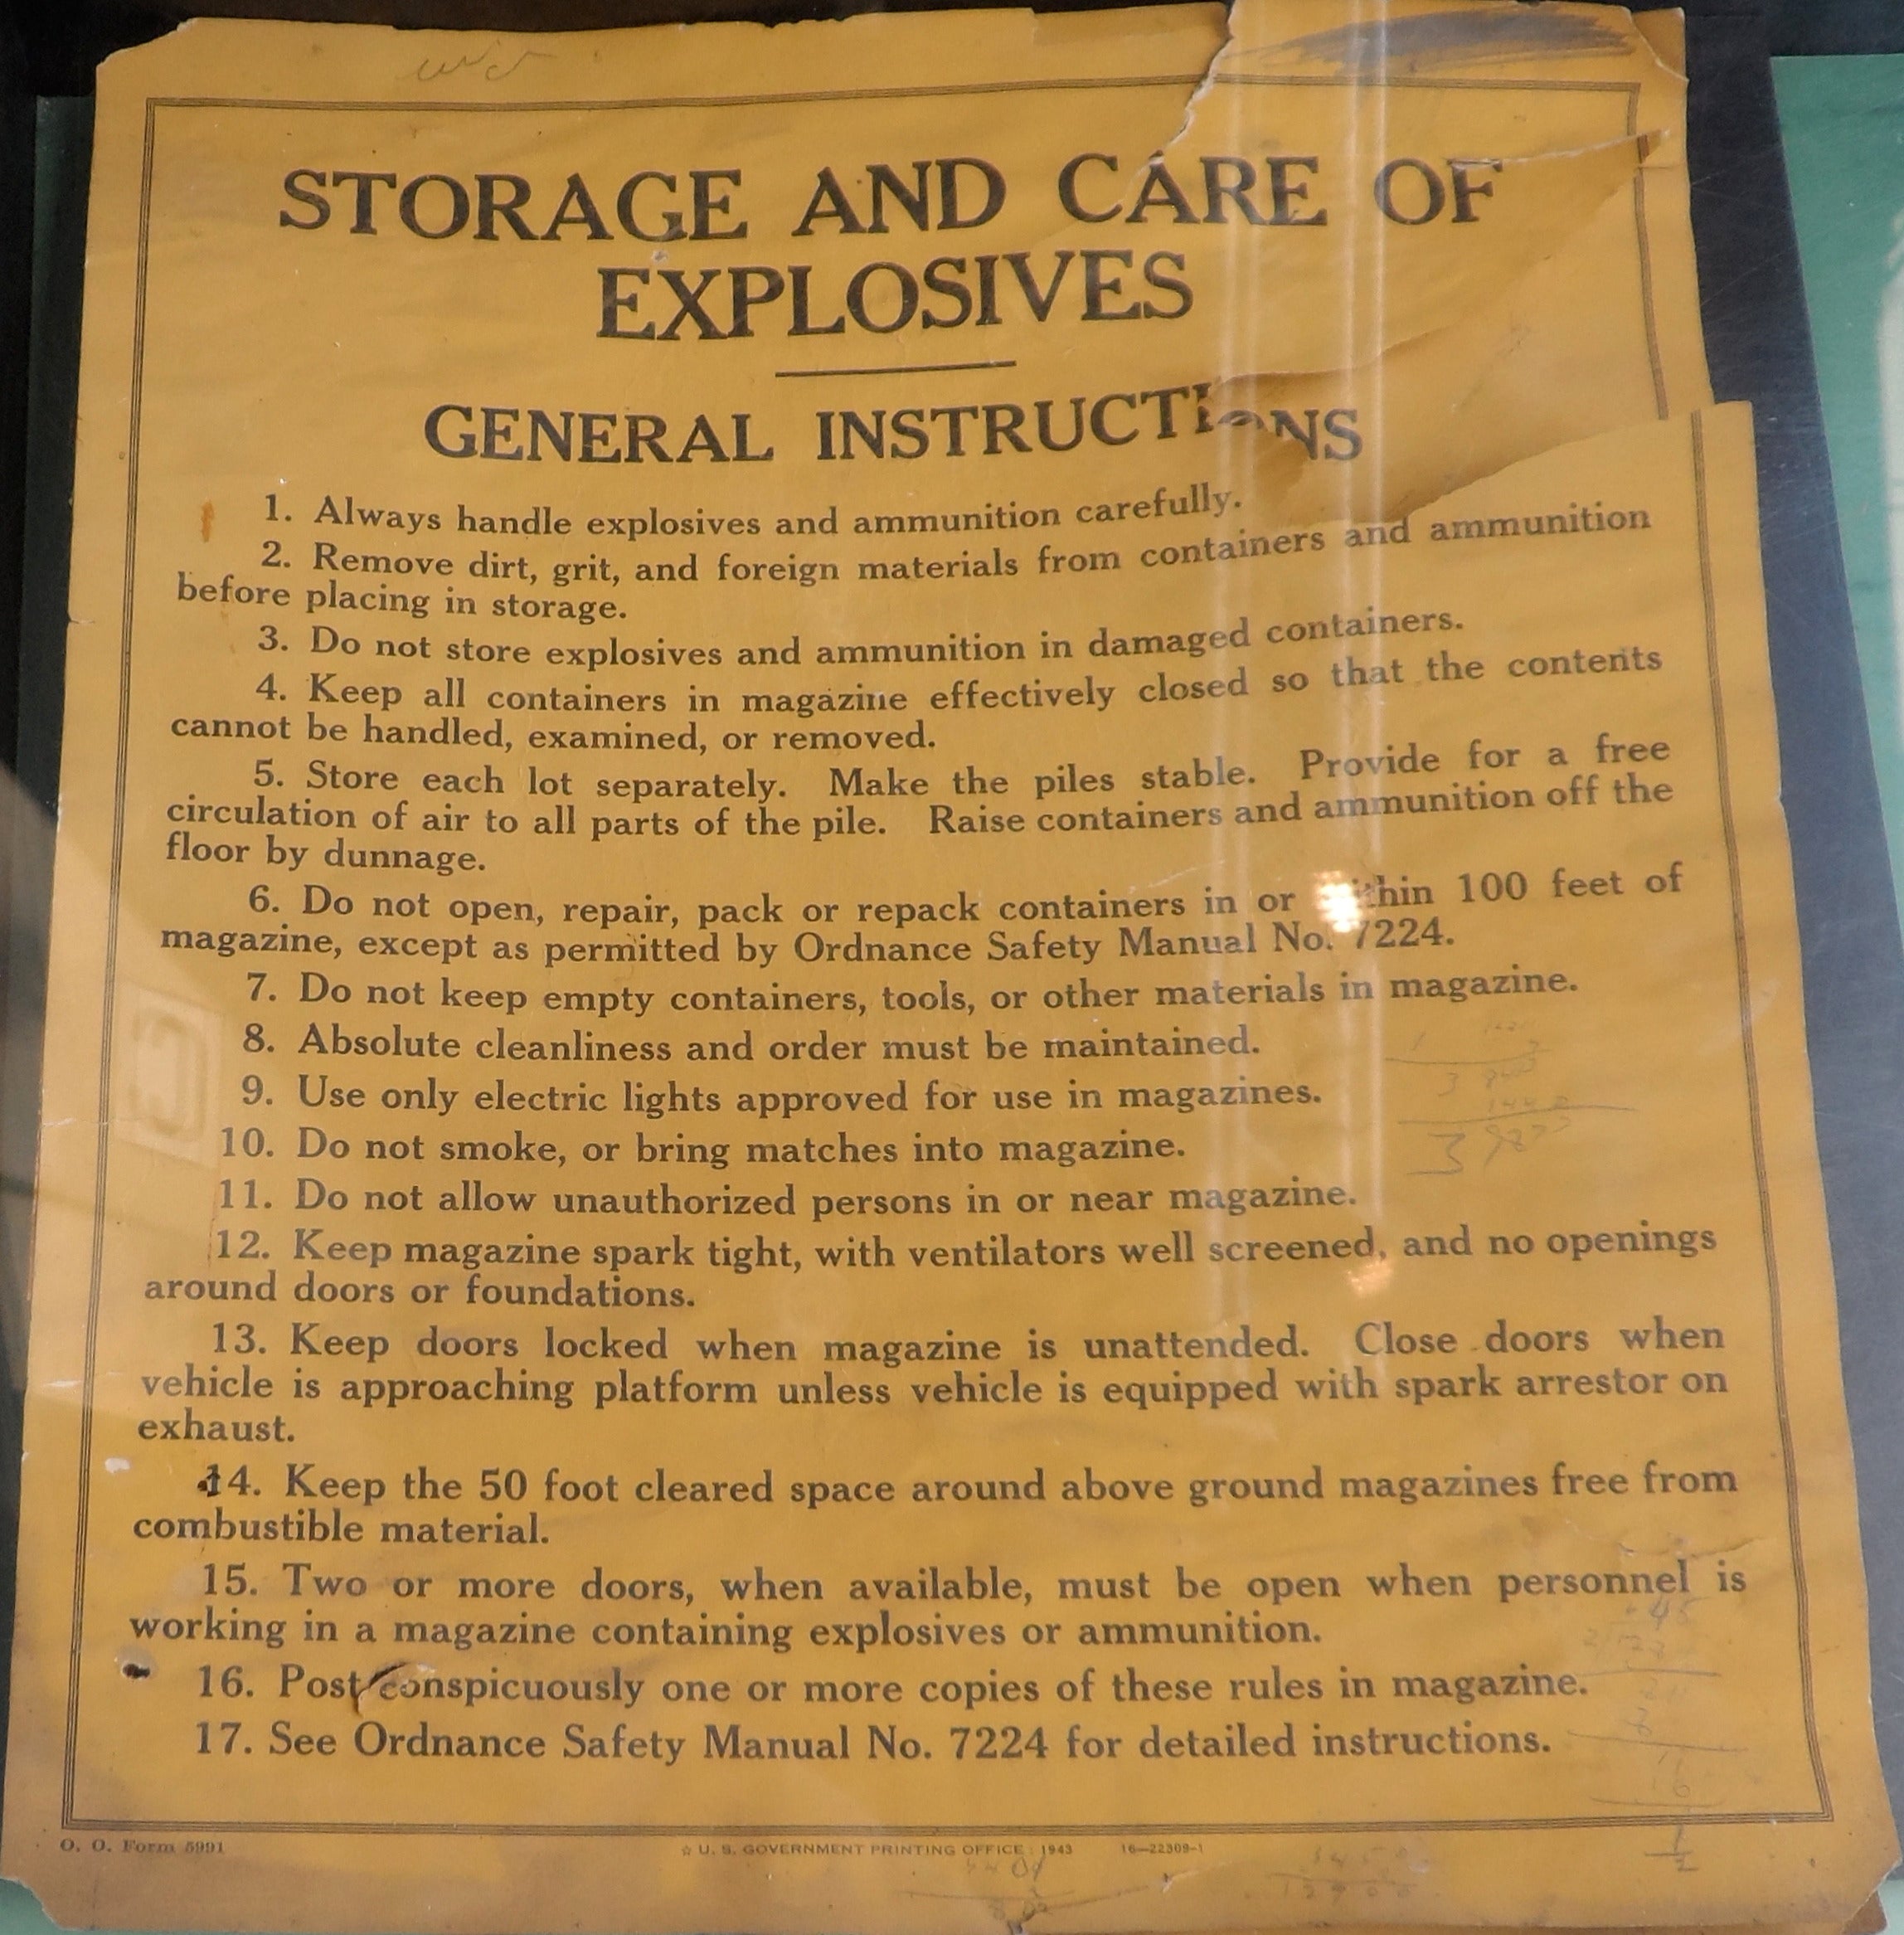 STORAGE AND CARE OF
EXPLOSIVES
GENERAL INSTRUCTIONS
1. Always handle explosives and ammunition carefully.
2. Remove dirt, grit, and foreign materials from containers and ammunition
before placing in storage.
3. Do not store explosives and ammunition in damaged containers.
4. Keep all containers in magazine effectively closed so that the contents
cannot be handled, examined, or removed.
5. Store each lot separately. Make the piles stable. Provide for a free
circulation of air to all parts of the pile. Raise containers and ammunition off the
floor by dunnage.
6. Do not open, repair, pack or repack containers in or within 100 feet of
magazine, except as permitted by Ordnance Safety Manual No. 7224.
7. Do not keep empty containers, tools, or other materials in magazine.
8. Absolute cleanliness and order must be maintained.
9. Use only electric lights approved for use in magazines.
10. Do not smoke, or bring matches into magazine.
11. Do not allow unauthorized persons in or near magazine.
12. Keep magazine spark tight, with ventilators well screened, and no openings
around doors or foundations.
13. Keep doors locked when magazine is unattended. Close doors when
vehicle is approaching platform unless vehicle is equipped with spark arrestor on
exhaust.
14. Keep the 50 foot cleared space around above ground magazines free from
combustible material.
15. Two or more doors, when available, must be open when personnel is
working in a magazine containing explosives or ammunition.
16. Post conspicuously one or more copies of these rules in magazine.
17. See Ordnance Safety Manual No. 7224 for detailed instructions.
O. O. Form 5991 ☆ U. S. GOVERNMENT PRINTING OFFICE : 1943 16—22309-1